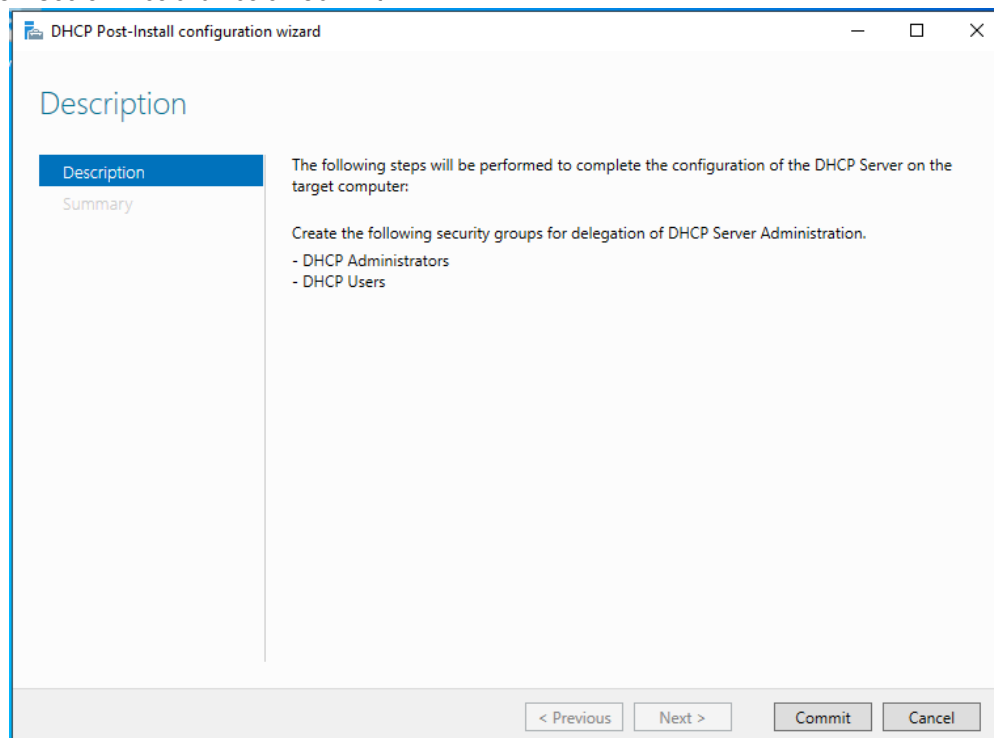 DHCP Post-Install configuration wizard
Description
Description
Summary
The following steps will be performed to complete the configuration of the DHCP Server on the
target computer:
Create the following security groups for delegation of DHCP Server Administration.
- DHCP Administrators
- DHCP Users
< Previous
Next >
Commit
Cancel